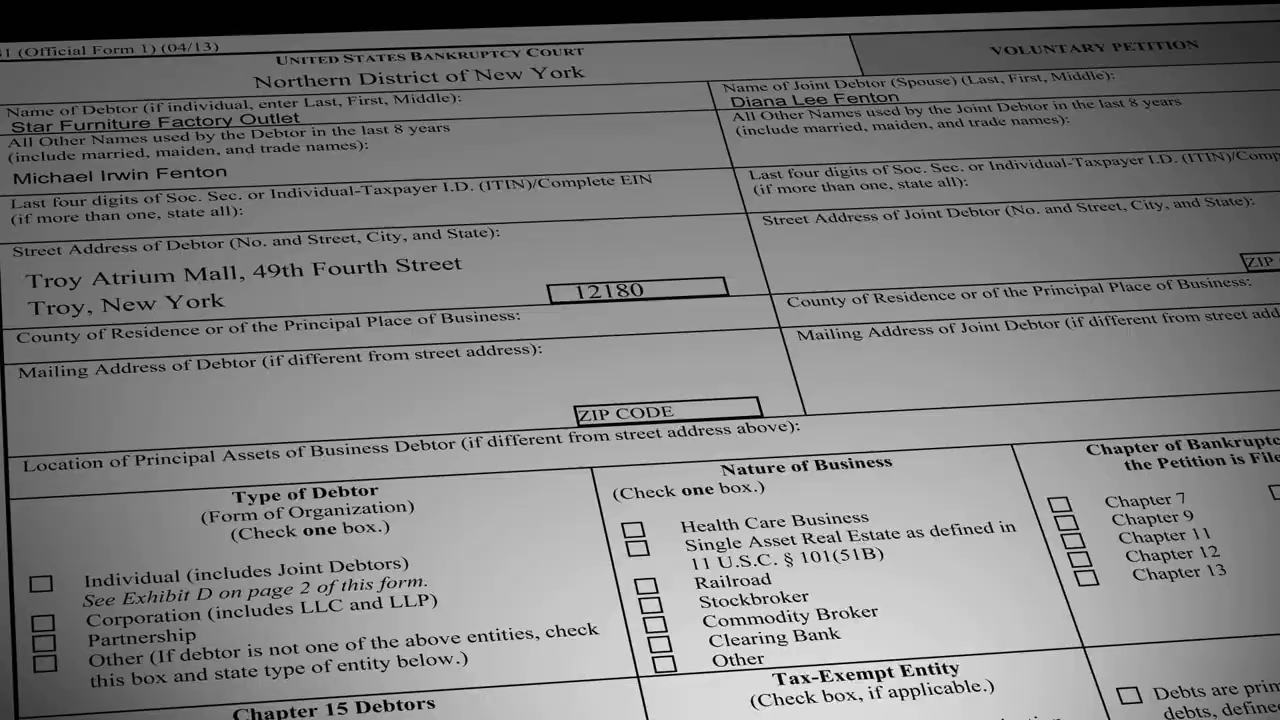 (Official Form 1) (04/13)
UNITED STATES BANKRUPTCY COURT
Northern District of New York
VOLUNTARY PETITION
Name of Debtor (if individual, enter Last, First, Middle):
Star Furniture Factory Outlet
Name of Joint Debtor (Spouse) (Last, First, Middle):
Diana Lee Fenton
All Other Names used by the Debtor in the last 8 years
(include married, maiden, and trade names):
Michael Irwin Fenton
All Other Names used by the Joint Debtor in the last 8 years
(include married, maiden, and trade names):
Last four digits of Soc. Sec. or Individual-Taxpayer I.D. (ITIN)/Complete EIN
(if more than one, state all):
Last four digits of Soc. Sec. or Individual-Taxpayer I.D. (ITIN)/Comp
(if more than one, state all):
Street Address of Debtor (No. and Street, City, and State):
Troy Atrium Mall, 49th Fourth Street
Troy, New York
12180
Street Address of Joint Debtor (No. and Street, City, and State):
ZIP
County of Residence or of the Principal Place of Business:
County of Residence or of the Principal Place of Business:
Mailing Address of Debtor (if different from street address):
ZIP CODE
Mailing Address of Joint Debtor (if different from street add
Location of Principal Assets of Business Debtor (if different from street address above):
Type of Debtor
(Form of Organization)
(Check one box.)
Individual (includes Joint Debtors)
See Exhibit D on page 2 of this form.
Corporation (includes LLC and LLP)
Partnership
Other (If debtor is not one of the above entities, check
this box and state type of entity below.)
Nature of Business
(Check one box.)
Health Care Business
Single Asset Real Estate as defined in
11 U.S.C. § 101(51B)
Railroad
Stockbroker
Commodity Broker
Clearing Bank
Other
Chapter of Bankrupt
the Petition is File
Chapter 7
Chapter 9
Chapter 11
Chapter 12
Chapter 13
Chapter 15 Debtors
Tax-Exempt Entity
(Check box, if applicable.)
Debts are prim
debts, define